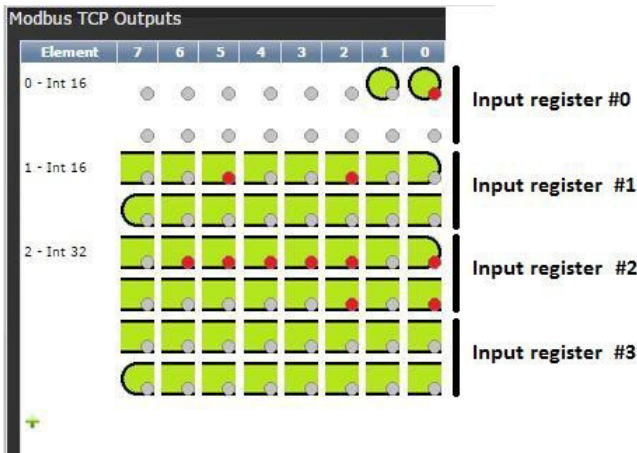 Modbus TCP Outputs
Element 7 6 5 4 3 2 1 0
0 - Int 16
Input register #0
1 - Int 16
Input register #1
2 - Int 32
Input register #2
Input register #3